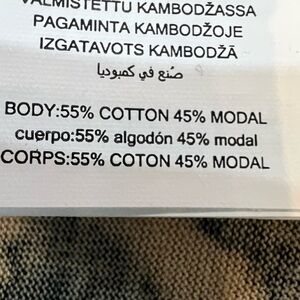 VALMISTETTU KAMBODŽASSA
PAGAMINTA KAMBODŽOJE
IZGATAVOTS KAMBODŽĀ
صُنع في كمبوديا
BODY:55% COTTON 45% MODAL
cuerpo:55% algodón 45% modal
CORPS:55% COTON 45% MODAL